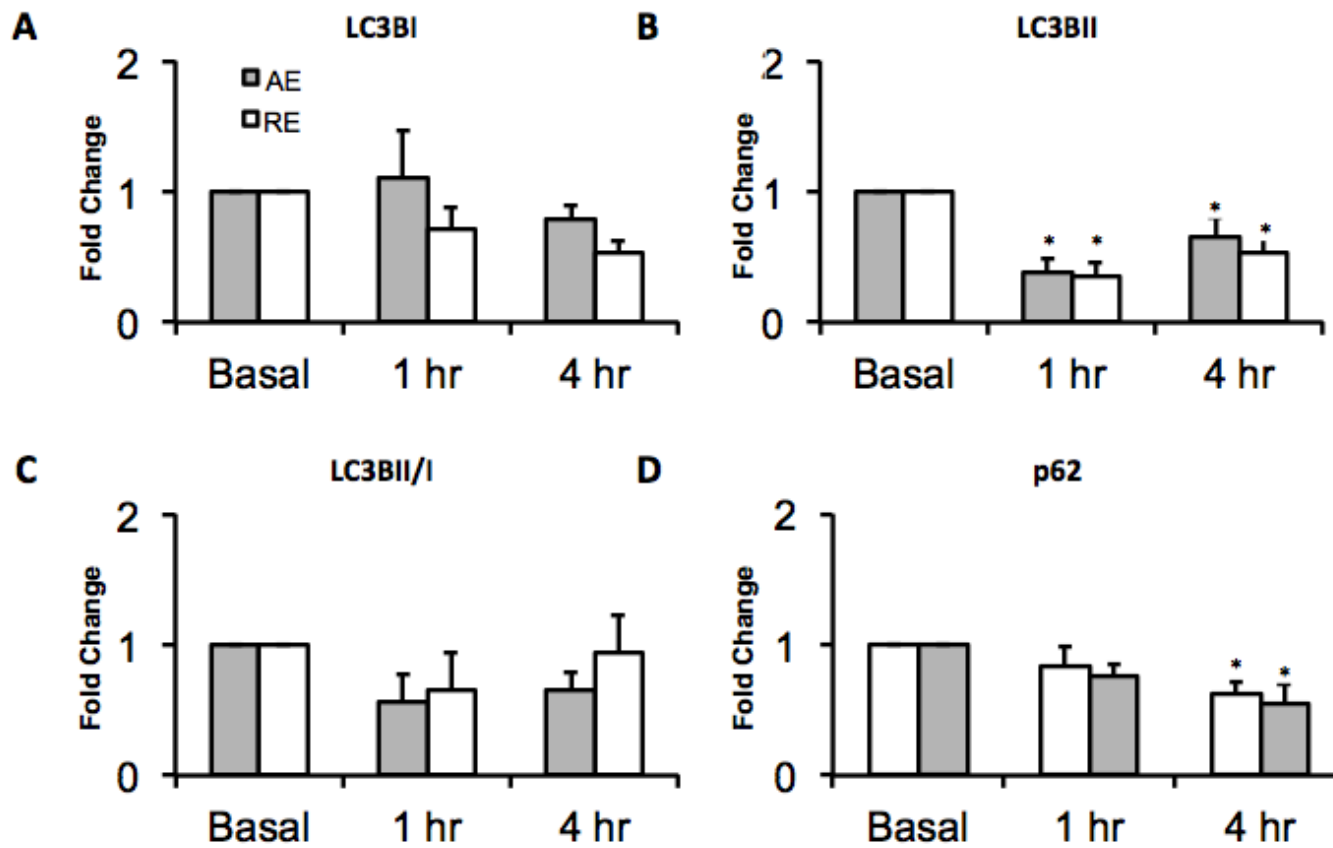 A
LC3BI
Fold Change
2
1
0
AE
RE
Basal 1 hr 4 hr
B
LC3BII
Fold Change
2
1
0
* * * *
Basal 1 hr 4 hr
C
LC3BII/I
Fold Change
2
1
0
Basal 1 hr 4 hr
D
p62
Fold Change
2
1
0
* *
Basal 1 hr 4 hr